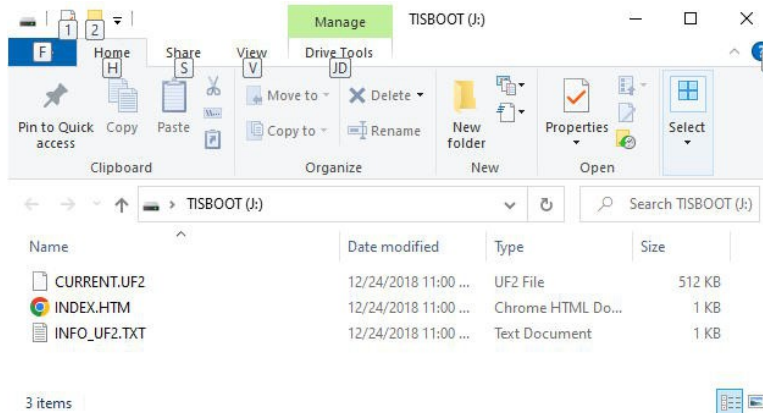 Manage TISBOOT (J:)
1 2
F Home Share View Drive Tools
H S V JD
Pin to Quick access Copy Paste
Move to Copy to Delete Rename
New folder
Properties
Select
Clipboard Organize New Open
TISBOOT (J:) Search TISBOOT (J:)
Name Date modified Type Size
CURRENT.UF2 12/24/2018 11:00 ... UF2 File 512 KB
INDEX.HTM 12/24/2018 11:00 ... Chrome HTML Do... 1 KB
INFO_UF2.TXT 12/24/2018 11:00 ... Text Document 1 KB
3 items